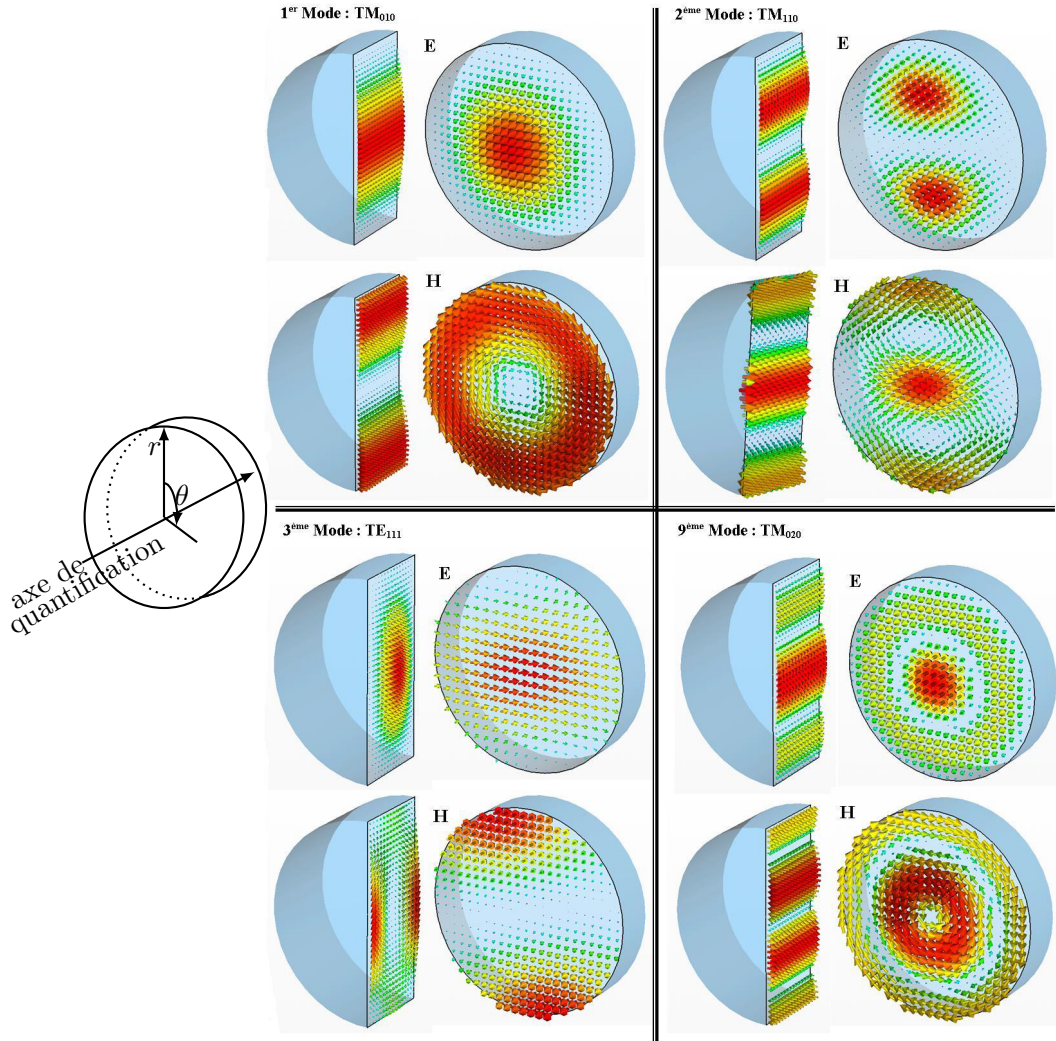 1er Mode : TM010
E
H
2ème Mode : TM110
E
H
r
θ
axe de
quantification
3ème Mode : TE111
E
H
9ème Mode : TM020
E
H